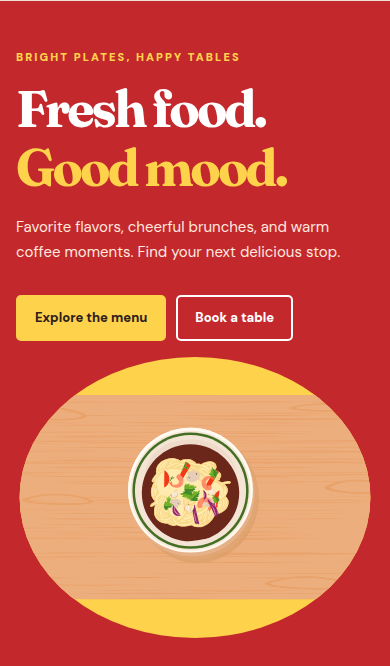 BRIGHT PLATES, HAPPY TABLES
Fresh food.
Good mood.
Favorite flavors, cheerful brunches, and warm
coffee moments. Find your next delicious stop.
Explore the menu
Book a table